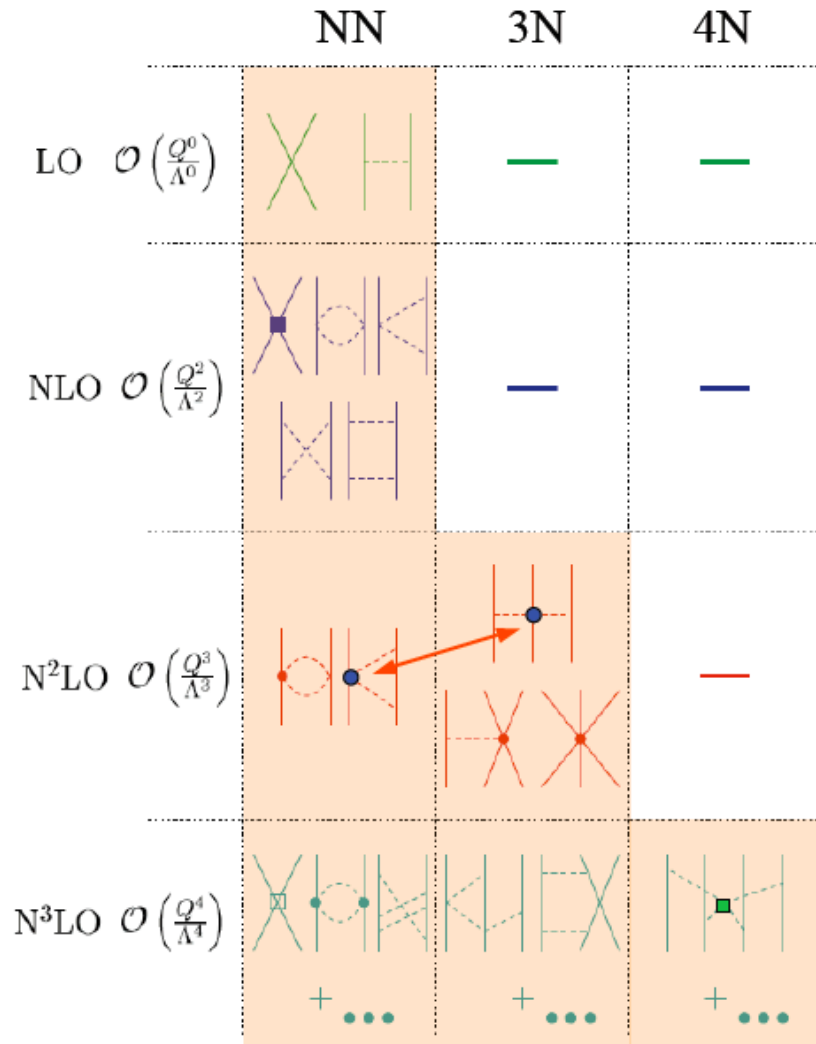 NN 3N 4N
LO 𝒪(Q⁰/Λ⁰) — —
NLO 𝒪(Q²/Λ²) — —
N²LO 𝒪(Q³/Λ³) —
N³LO 𝒪(Q⁴/Λ⁴)
+ ••• + ••• + •••